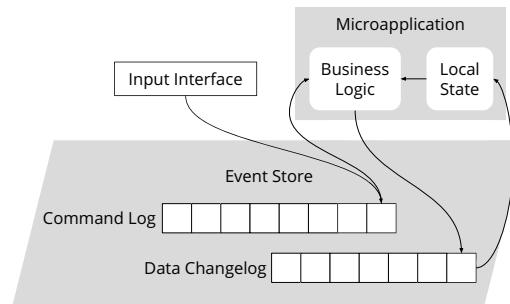 Microapplication
Input Interface
Business
Logic
Local
State
Event Store
Command Log
Data Changelog